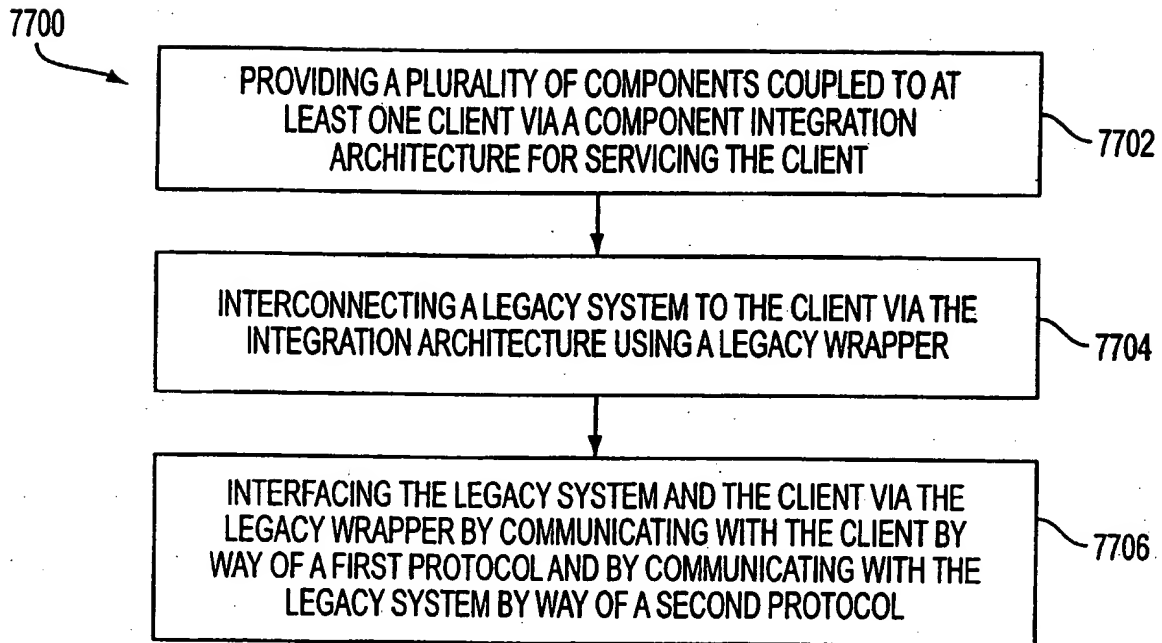 7700
PROVIDING A PLURALITY OF COMPONENTS COUPLED TO AT
LEAST ONE CLIENT VIA A COMPONENT INTEGRATION
ARCHITECTURE FOR SERVICING THE CLIENT
7702
INTERCONNECTING A LEGACY SYSTEM TO THE CLIENT VIA THE
INTEGRATION ARCHITECTURE USING A LEGACY WRAPPER
7704
INTERFACING THE LEGACY SYSTEM AND THE CLIENT VIA THE
LEGACY WRAPPER BY COMMUNICATING WITH THE CLIENT BY
WAY OF A FIRST PROTOCOL AND BY COMMUNICATING WITH THE
LEGACY SYSTEM BY WAY OF A SECOND PROTOCOL
7706